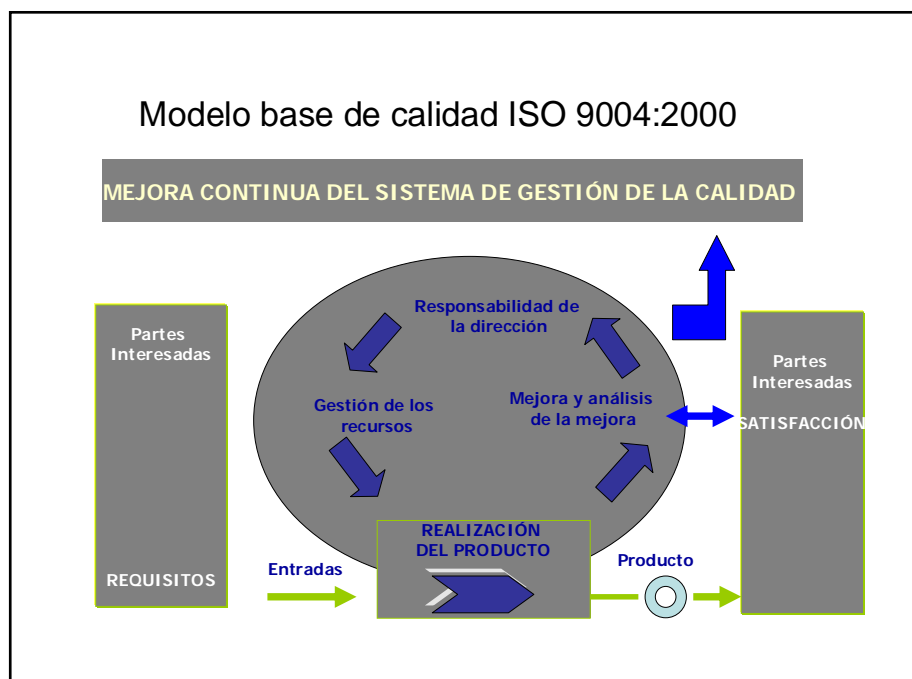 Modelo base de calidad ISO 9004:2000
MEJORA CONTINUA DEL SISTEMA DE GESTIÓN DE LA CALIDAD
Partes
Interesadas
REQUISITOS
Responsabilidad de
la dirección
Gestión de los
recursos
Mejora y análisis
de la mejora
Entradas
REALIZACIÓN
DEL PRODUCTO
Producto
Partes
Interesadas
SATISFACCIÓN